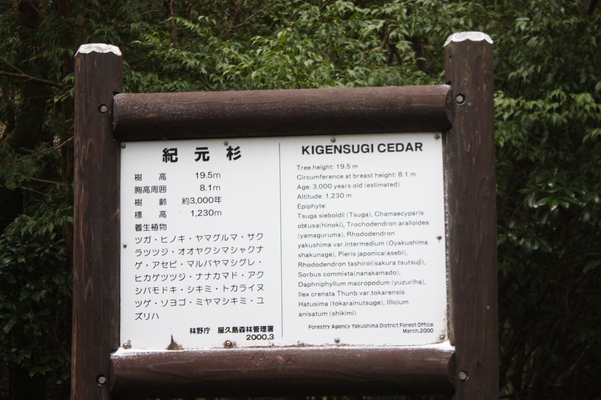 紀元杉
樹高 19.5m
胸高周囲 8.1m
樹齢 約3,000年
標高 1,230m
着生植物
ツガ・ヒノキ・ヤマグルマ・サク
ラツツジ・オオヤクシマシャクナ
ゲ・アセビ・マルバヤマシグレ・
ヒカゲツツジ・ナナカマド・アク
シバモドキ・シキミ・トカライヌ
ツゲ・ソヨゴ・ミヤマシキミ・ユ
ズリハ
林野庁 屋久島森林管理署
2000.3
KIGENSUGI CEDAR
Tree height: 19.5 m
Circumference at breast height: 8.1 m
Age: 3,000 years old (estimated)
Altitude: 1,230 m
Epiphyte:
Tsuga sieboldii (Tsuga), Chamaecyparis
obtusa(hinoki), Trochodendron aralioides
(yamaguruma), Rhododendron
yakushima var.intermedium (Oyakushima
shakunage), Pieris japonica(asebi),
Rhododendron tashiroi(sakura tsutsuji),
Sorbus commixta(nanakamado),
Daphniphyllum macropodum (yuzuriha),
Ilex crenata Thunb.var.tokarensis
Hatusima (tokarainutsuge), Illicium
anisatum (shikimi)
Forestry Agency Yakushima District Forest Office
March.2000